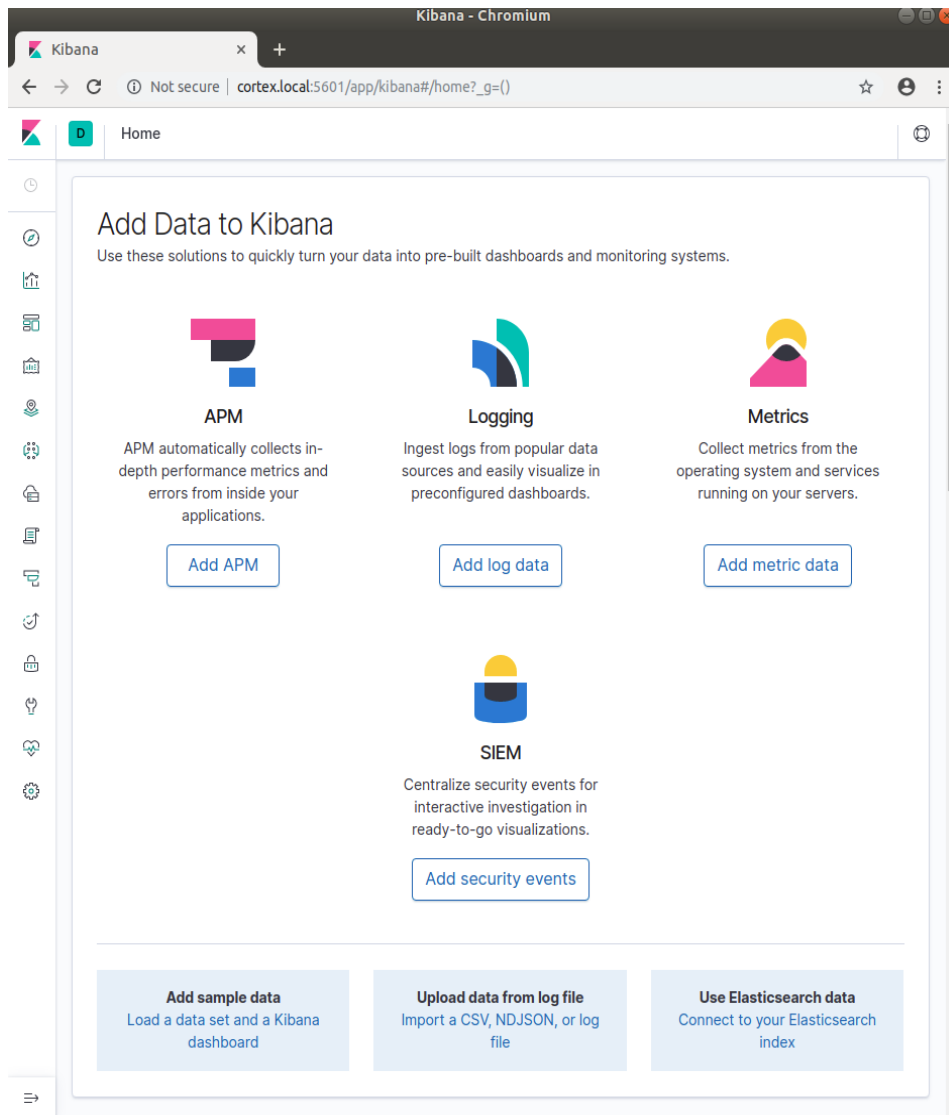 Kibana - Chromium
Kibana
Not secure | cortex.local:5601/app/kibana#/home?_g=()
D Home
Add Data to Kibana
Use these solutions to quickly turn your data into pre-built dashboards and monitoring systems.
APM
APM automatically collects in-
depth performance metrics and
errors from inside your
applications.
Add APM
Logging
Ingest logs from popular data
sources and easily visualize in
preconfigured dashboards.
Add log data
Metrics
Collect metrics from the
operating system and services
running on your servers.
Add metric data
SIEM
Centralize security events for
interactive investigation in
ready-to-go visualizations.
Add security events
Add sample data
Load a data set and a Kibana
dashboard
Upload data from log file
Import a CSV, NDJSON, or log
file
Use Elasticsearch data
Connect to your Elasticsearch
index